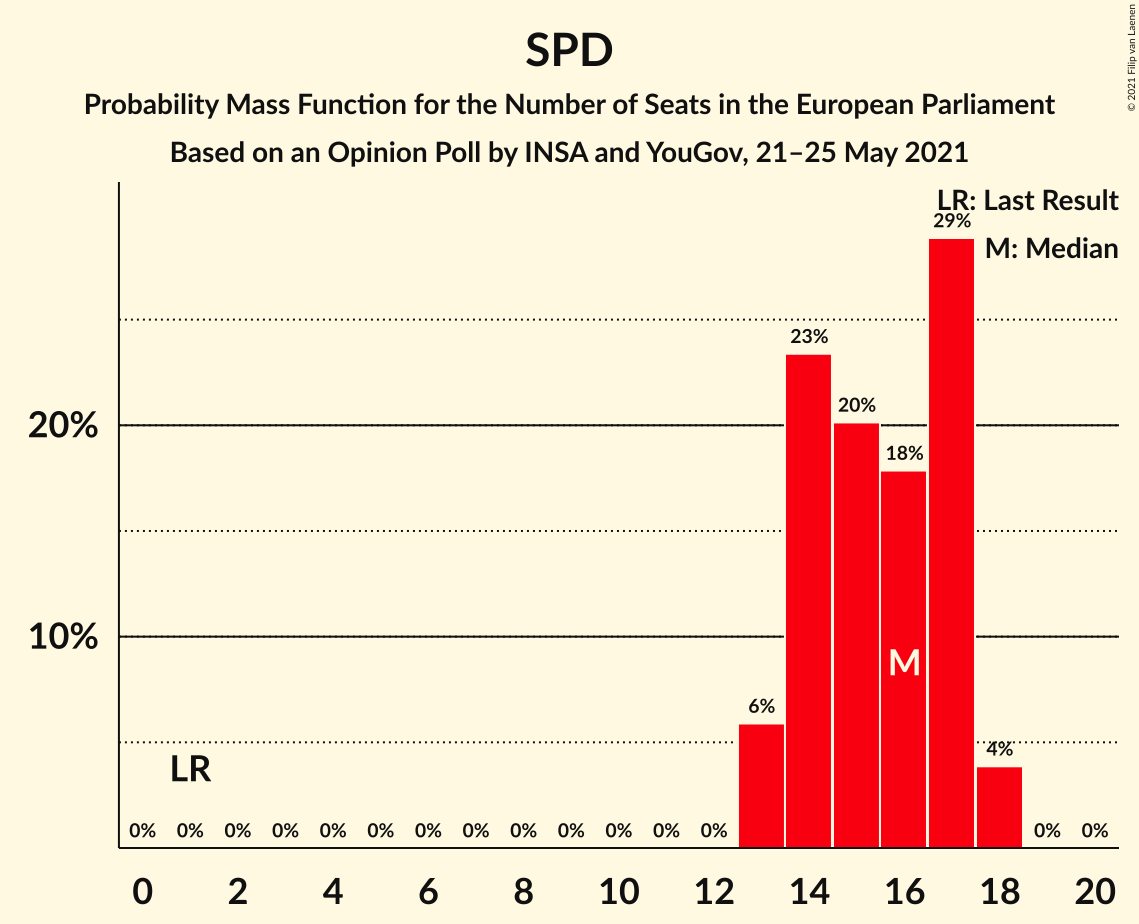 SPD
Probability Mass Function for the Number of Seats in the European Parliament
Based on an Opinion Poll by INSA and YouGov, 21–25 May 2021
© 2021 Filip van Laenen
LR: Last Result
M: Median
29%
23%
20%
20%
18%
10%
M
6%
4%
LR
0% 0% 0% 0% 0% 0% 0% 0% 0% 0% 0% 0% 0% 0% 0%
0 2 4 6 8 10 12 14 16 18 20